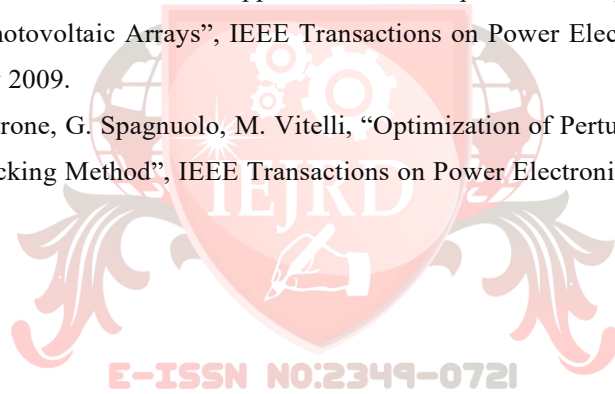 hotovoltaic Arrays”, IEEE Transactions on Power Elec
2009.
rone, G. Spagnuolo, M. Vitelli, “Optimization of Pertu
cking Method”, IEEE Transactions on Power Electroni
IEJRD
E-ISSN NO:2349-0721